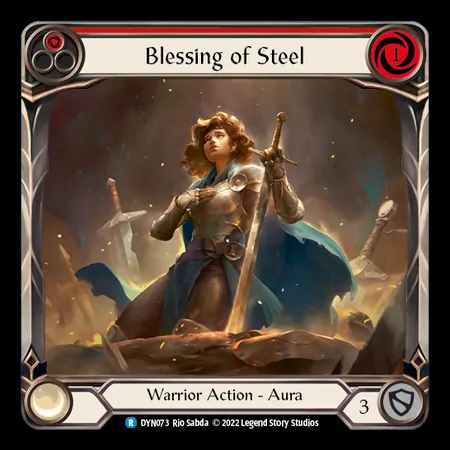 Blessing of Steel
1
Warrior Action - Aura
3
R DYN073 Rio Sabda © 2022 Legend Story Studios